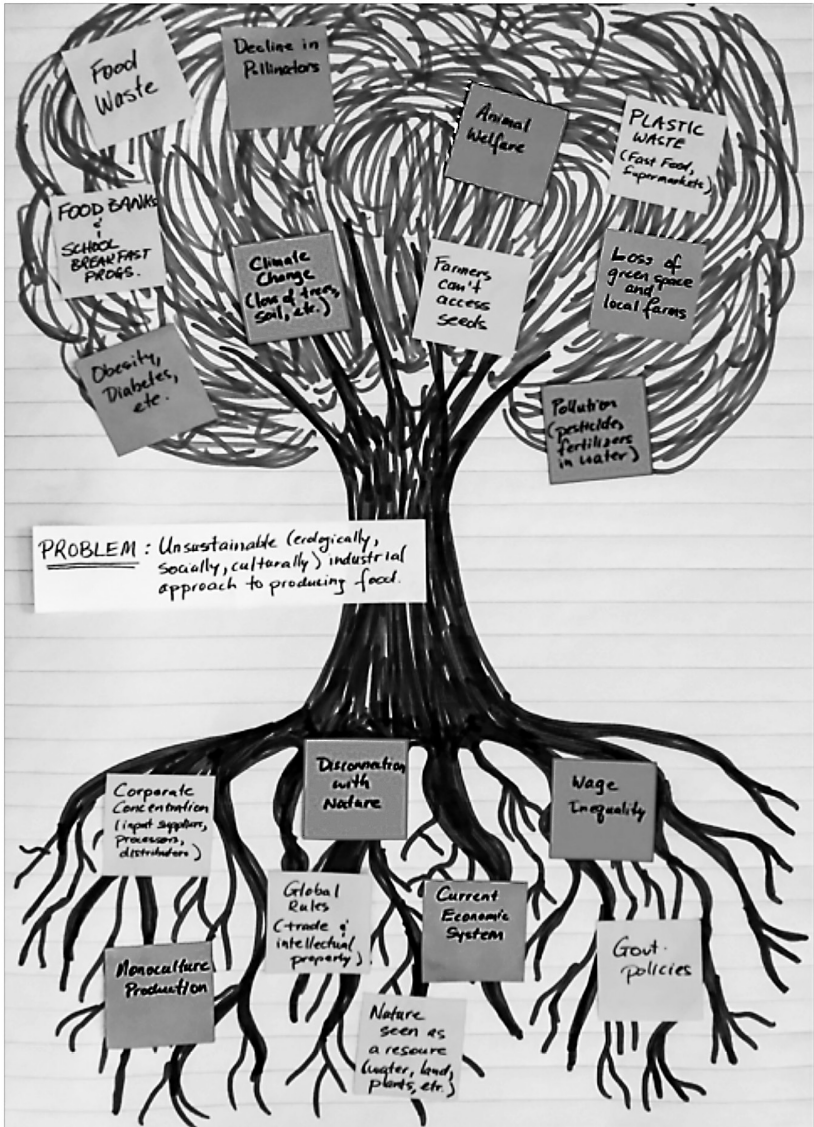 Food
Waste
Decline in
Pollinators
Animal
Welfare
PLASTIC
WASTE
(Fast Food,
Supermarkets)
FOOD BANKS
&
SCHOOL
BREAKFAST
PROGS.
Climate
Change
(loss of trees,
soil, etc.)
Farmers
can't
access
seeds
Loss of
green space
and
local farms
Obesity,
Diabetes,
etc.
Pollution
(pesticides,
fertilizers
in water)
PROBLEM: Unsustainable (ecologically,
socially, culturally) industrial
approach to producing food.
Corporate
Concentration
(input suppliers,
processors,
distributors)
Disconnection
with
Nature
Wage
Inequality
Global
Rules
(trade &
intellectual
property)
Current
Economic
System
Gov't.
policies
Monoculture
Production
Nature
seen as
a resource
(water, land,
plants, etc.)